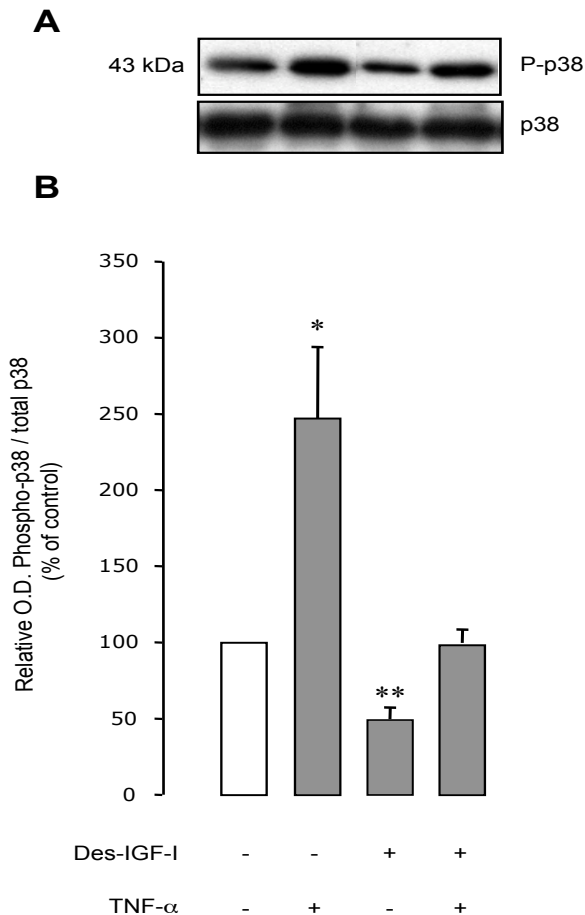 A
43 kDa
P-p38
p38
B
Relative O.D. Phospho-p38 / total p38
(% of control)
350
300
250
200
150
100
50
0
*
**
Des-IGF-I - - + +
TNF-α - + - +